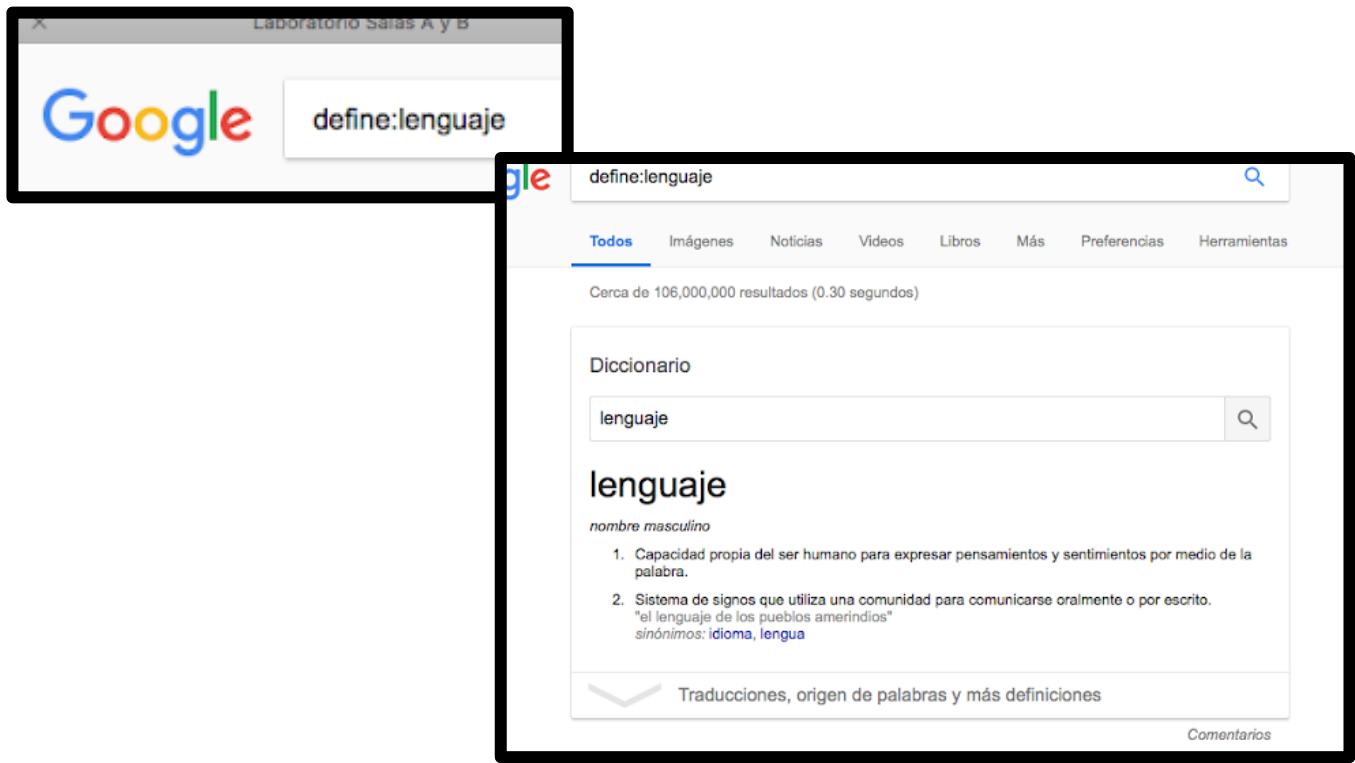 Laboratorio Salas A y B
Google
define:lenguaje
gle
define:lenguaje
Todos Imágenes Noticias Videos Libros Más Preferencias Herramientas
Cerca de 106,000,000 resultados (0.30 segundos)
Diccionario
lenguaje
lenguaje
nombre masculino
1. Capacidad propia del ser humano para expresar pensamientos y sentimientos por medio de la
palabra.
2. Sistema de signos que utiliza una comunidad para comunicarse oralmente o por escrito.
"el lenguaje de los pueblos amerindios"
sinónimos: idioma, lengua
Traducciones, origen de palabras y más definiciones
Comentarios